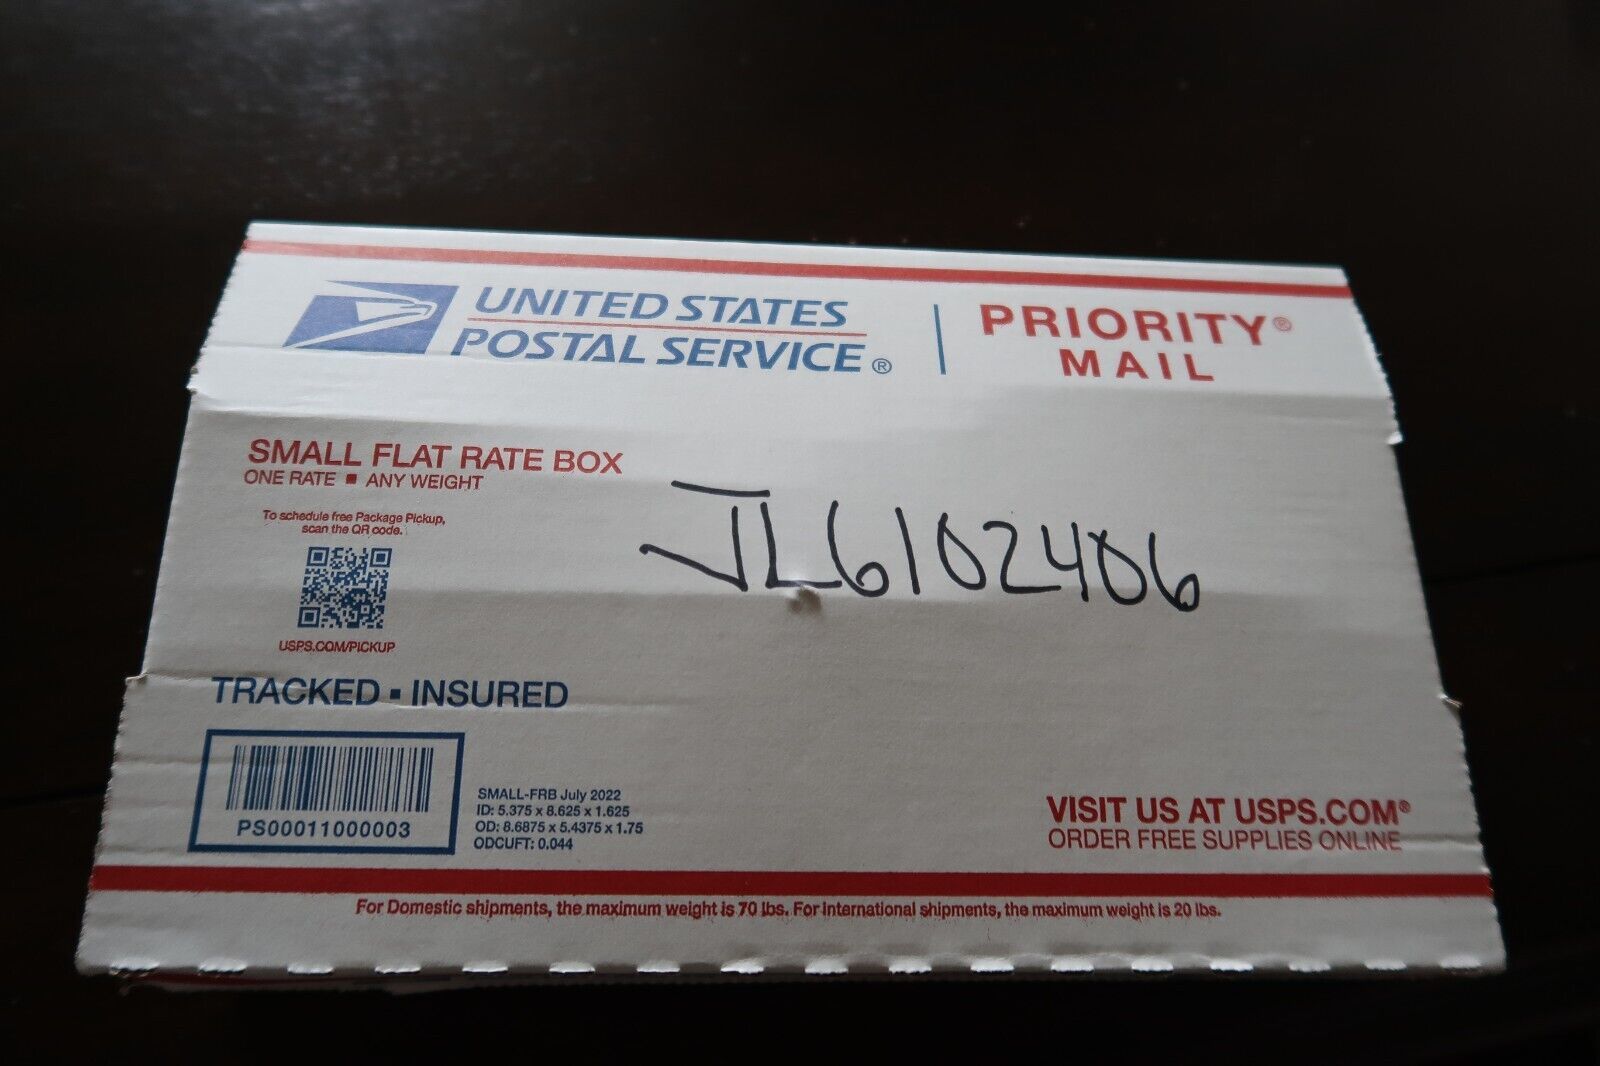 UNITED STATES
POSTAL SERVICE®
PRIORITY®
MAIL
SMALL FLAT RATE BOX
ONE RATE ▪ ANY WEIGHT
To schedule free Package Pickup,
scan the QR code.
USPS.COM/PICKUP
JL6102406
TRACKED ▪ INSURED
PS00011000003
SMALL-FRB July 2022
ID: 5.375 x 8.625 x 1.625
OD: 8.6875 x 5.4375 x 1.75
ODCUFT: 0.044
VISIT US AT USPS.COM®
ORDER FREE SUPPLIES ONLINE
For Domestic shipments, the maximum weight is 70 lbs. For International shipments, the maximum weight is 20 lbs.